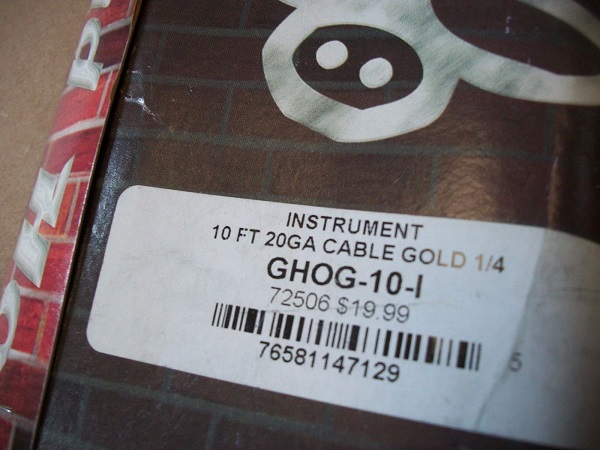 INSTRUMENT
10 FT 20GA CABLE GOLD 1/4
GHOG-10-I
72506 $19.99
76581147129 5